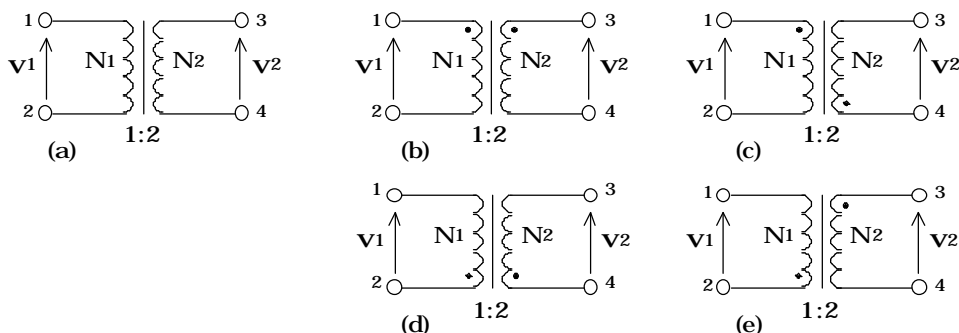 1 3 1 3 1 3
V1 N1 N2 V2 V1 N1 N2 V2 V1 N1 N2 V2
2 4 2 4 2 4
1:2 1:2 1:2
(a) (b) (c)
1 3 1 3
V1 N1 N2 V2 V1 N1 N2 V2
2 4 2 4
1:2 1:2
(d) (e)